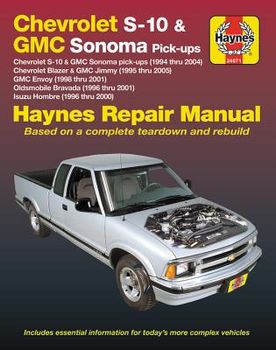 Chevrolet S-10 &
GMC Sonoma Pick-ups
Haynes
24071
Chevrolet S-10 & GMC Sonoma pick-ups (1994 thru 2004)
Chevrolet Blazer & GMC Jimmy (1995 thru 2005)
GMC Envoy (1998 thru 2001)
Oldsmobile Bravada (1996 thru 2001)
Isuzu Hombre (1996 thru 2000)
Haynes Repair Manual
Based on a complete teardown and rebuild
Includes essential information for today's more complex vehicles